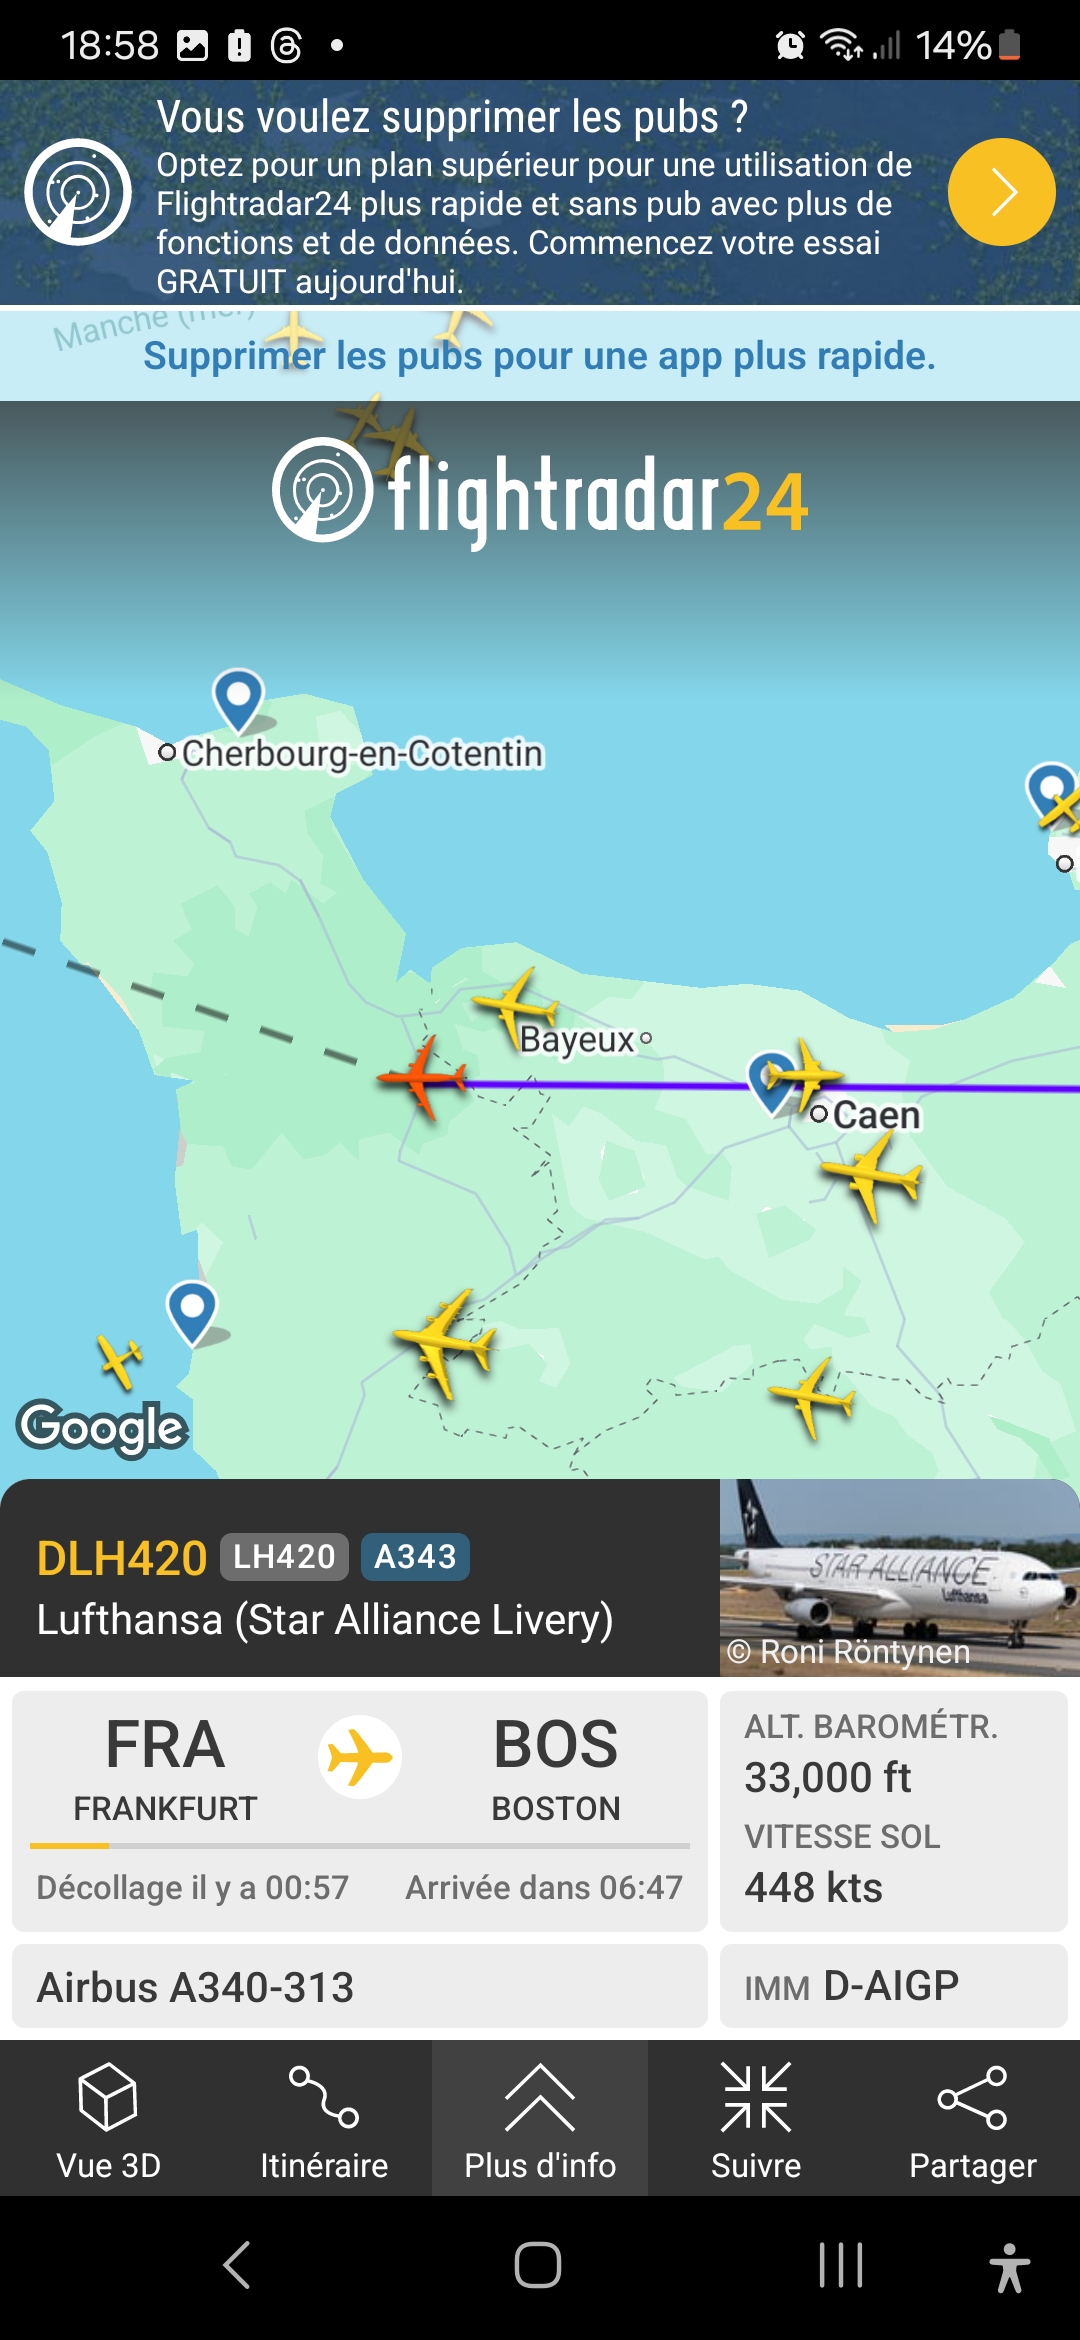 18:58
14%
Vous voulez supprimer les pubs ?
Optez pour un plan supérieur pour une utilisation de
Flightradar24 plus rapide et sans pub avec plus de
fonctions et de données. Commencez votre essai
GRATUIT aujourd'hui.
Manche (mer)
Supprimer les pubs pour une app plus rapide.
flightradar24
Cherbourg-en-Cotentin
Bayeux
Caen
Google
DLH420 LH420 A343
Lufthansa (Star Alliance Livery)
STAR ALLIANCE
Lufthansa
© Roni Röntynen
FRA
BOS
FRANKFURT
BOSTON
Décollage il y a 00:57
Arrivée dans 06:47
ALT. BAROMÉTR.
33,000 ft
VITESSE SOL
448 kts
Airbus A340-313
IMM D-AIGP
Vue 3D
Itinéraire
Plus d'info
Suivre
Partager